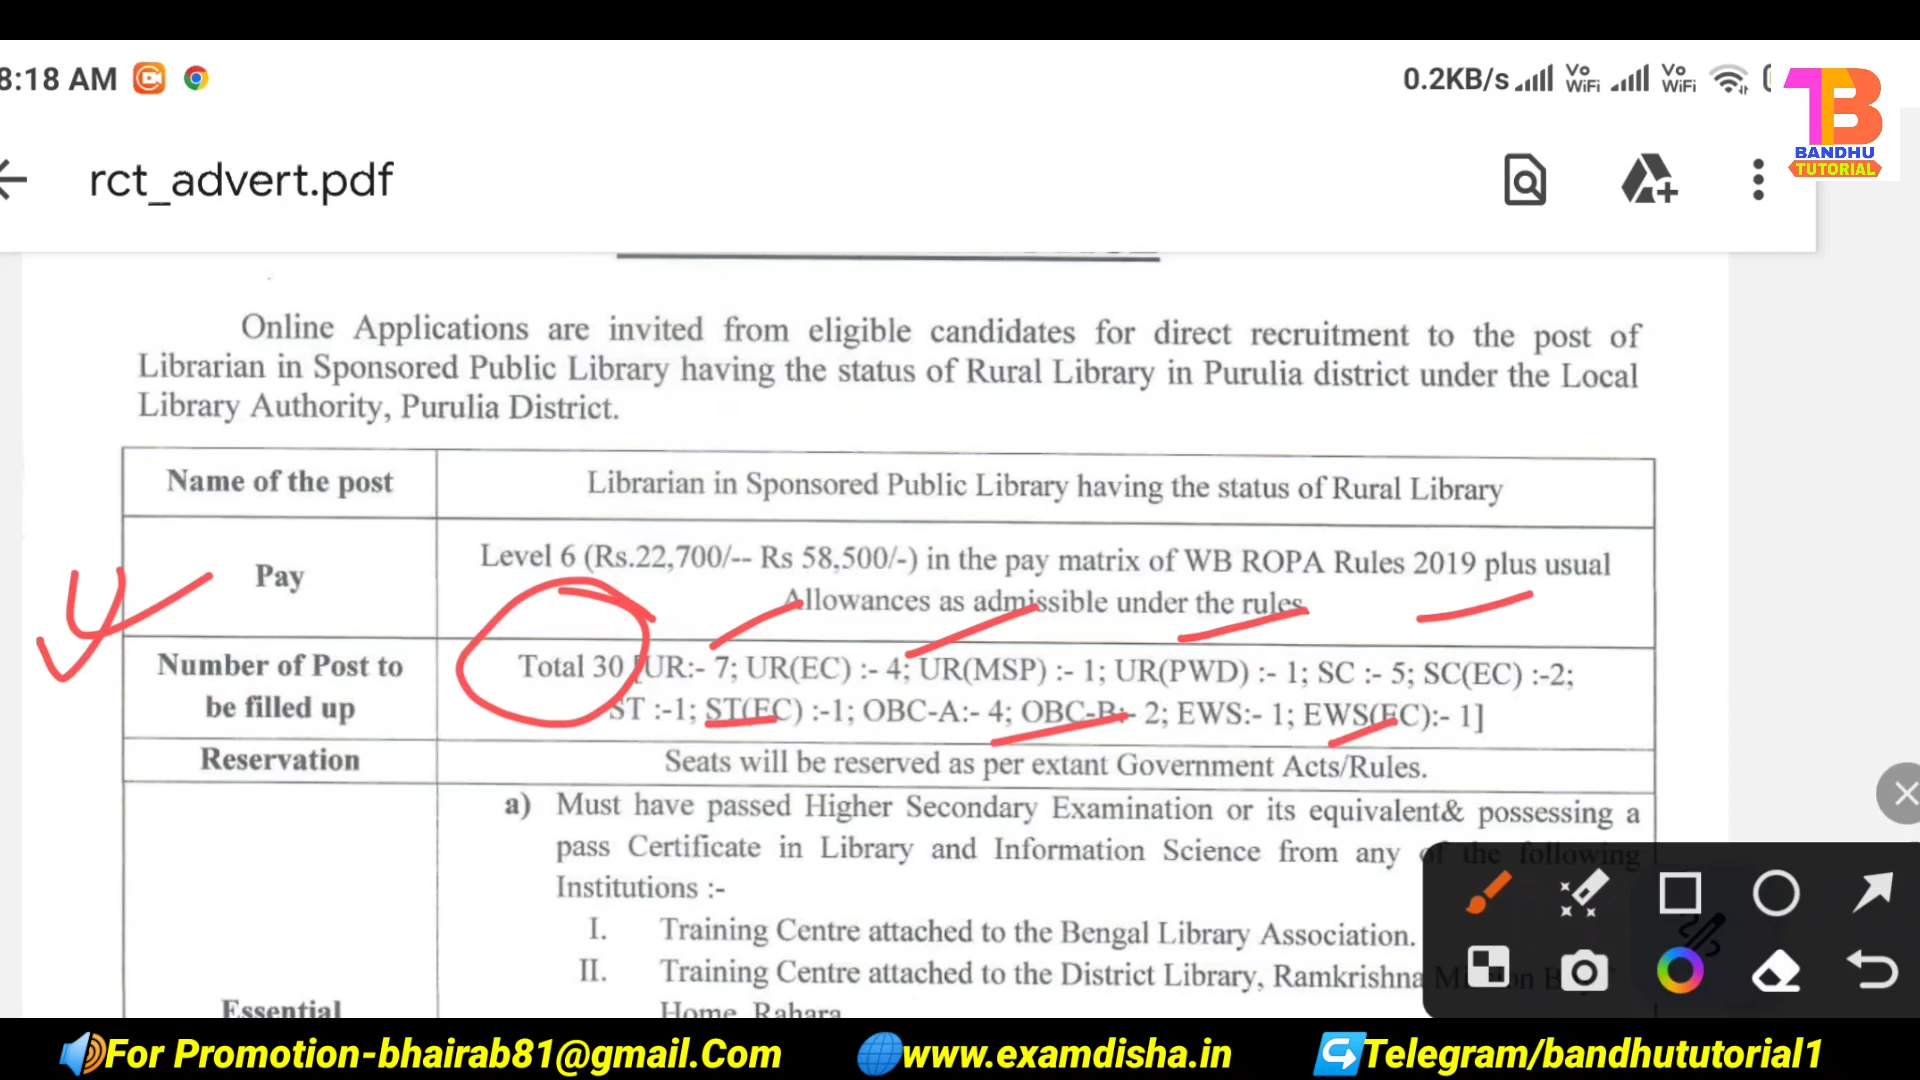 8:18 AM
0.2KB/s Vo WiFi Vo WiFi
TB
BANDHU
TUTORIAL
rct_advert.pdf
Online Applications are invited from eligible candidates for direct recruitment to the post of
Librarian in Sponsored Public Library having the status of Rural Library in Purulia district under the Local
Library Authority, Purulia District.
Name of the post
Librarian in Sponsored Public Library having the status of Rural Library
Pay
Level 6 (Rs.22,700/-- Rs 58,500/-) in the pay matrix of WB ROPA Rules 2019 plus usual
Allowances as admissible under the rules
Number of Post to
be filled up
Total 30 [UR:- 7; UR(EC) :- 4; UR(MSP) :- 1; UR(PWD) :- 1; SC :- 5; SC(EC) :-2;
ST :-1; ST(EC) :-1; OBC-A:- 4; OBC-B:- 2; EWS:- 1; EWS(EC):- 1]
Reservation
Seats will be reserved as per extant Government Acts/Rules.
a) Must have passed Higher Secondary Examination or its equivalent& possessing a
pass Certificate in Library and Information Science from any of the following
Institutions :-
I. Training Centre attached to the Bengal Library Association.
II. Training Centre attached to the District Library, Ramkrishna
Home, Rahara
Essential
For Promotion-bhairab81@gmail.Com
www.examdisha.in
Telegram/bandhututorial1